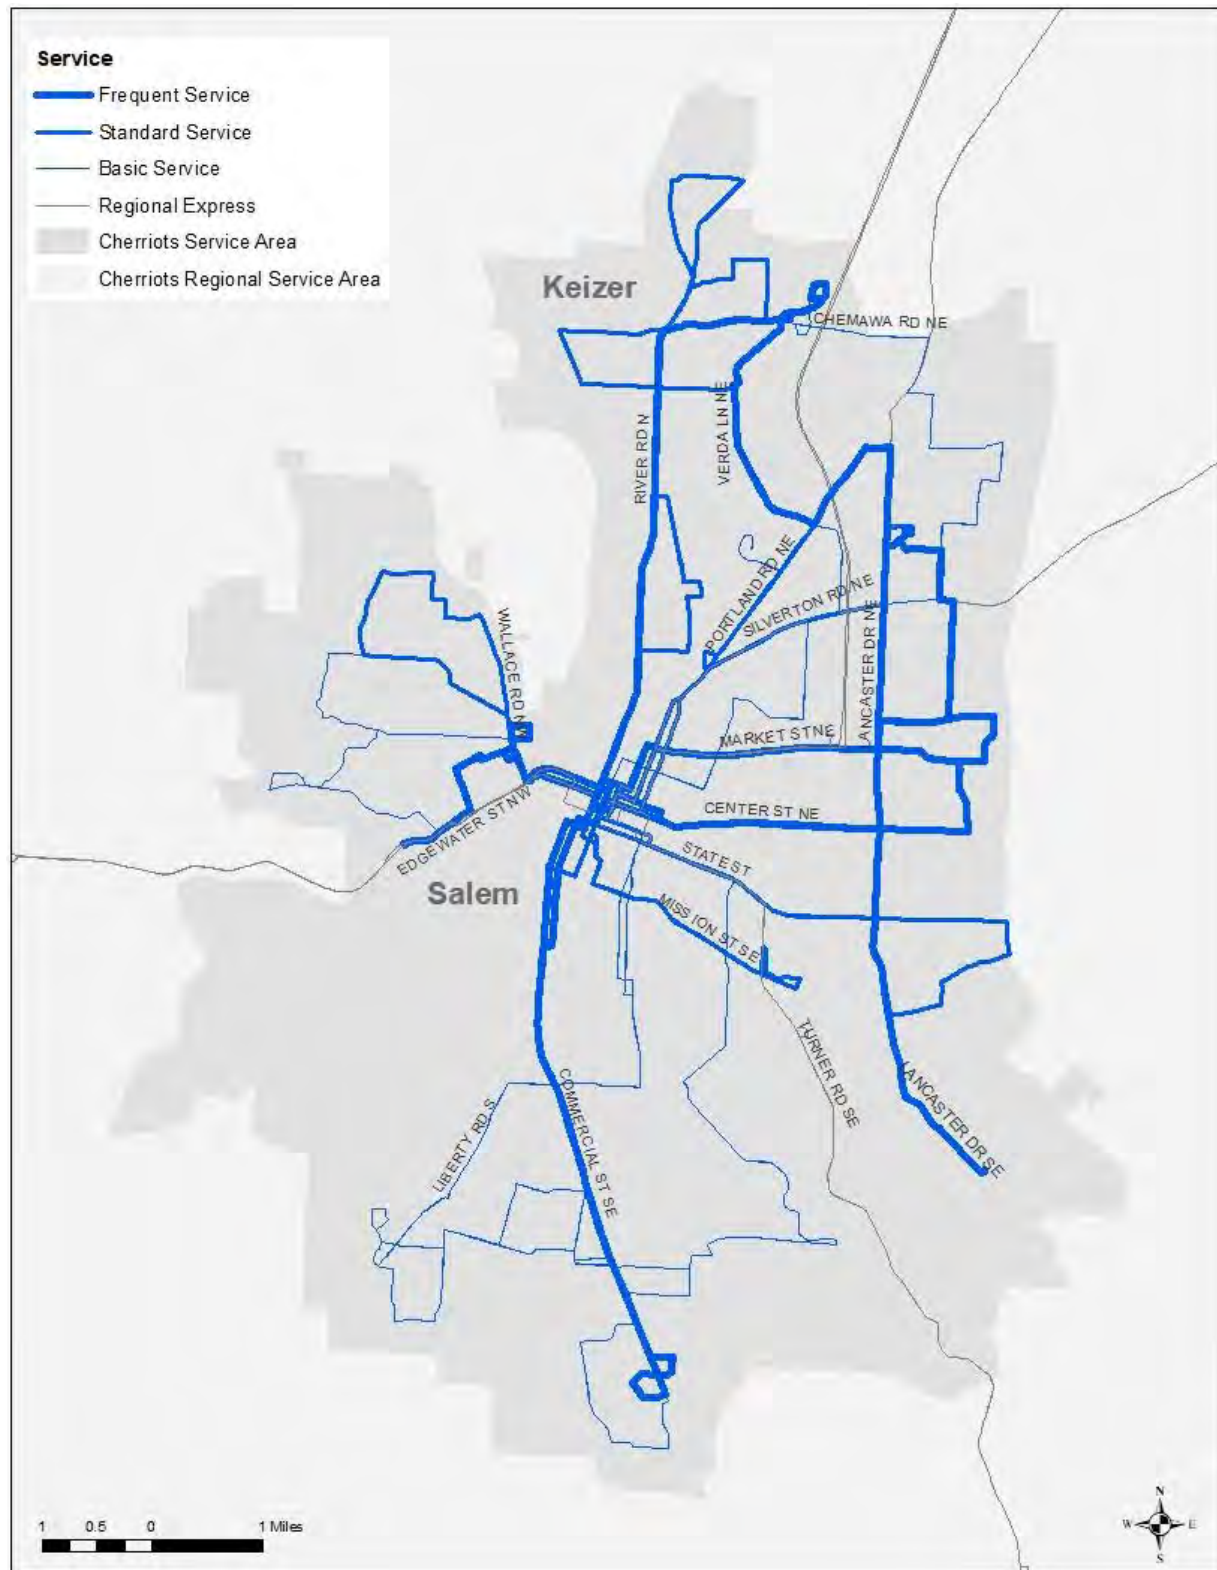 Service
Frequent Service
Standard Service
Basic Service
Regional Express
Cherriots Service Area
Cherriots Regional Service Area
Keizer
CHEMAWA RD NE
RIVER RD N
VERDA LN NE
PORTLAND RD NE
SILVERTON RD NE
WALLACE RD NW
LANCASTER DR NE
MARKET ST NE
CENTER ST NE
EDGEWATER ST NW
STATE ST
Salem
MISSION ST SE
TURNER RD SE
LANCASTER DR SE
COMMERCIAL ST SE
LIBERTY RD S
1 0.5 0 1 Miles
N
W E
S